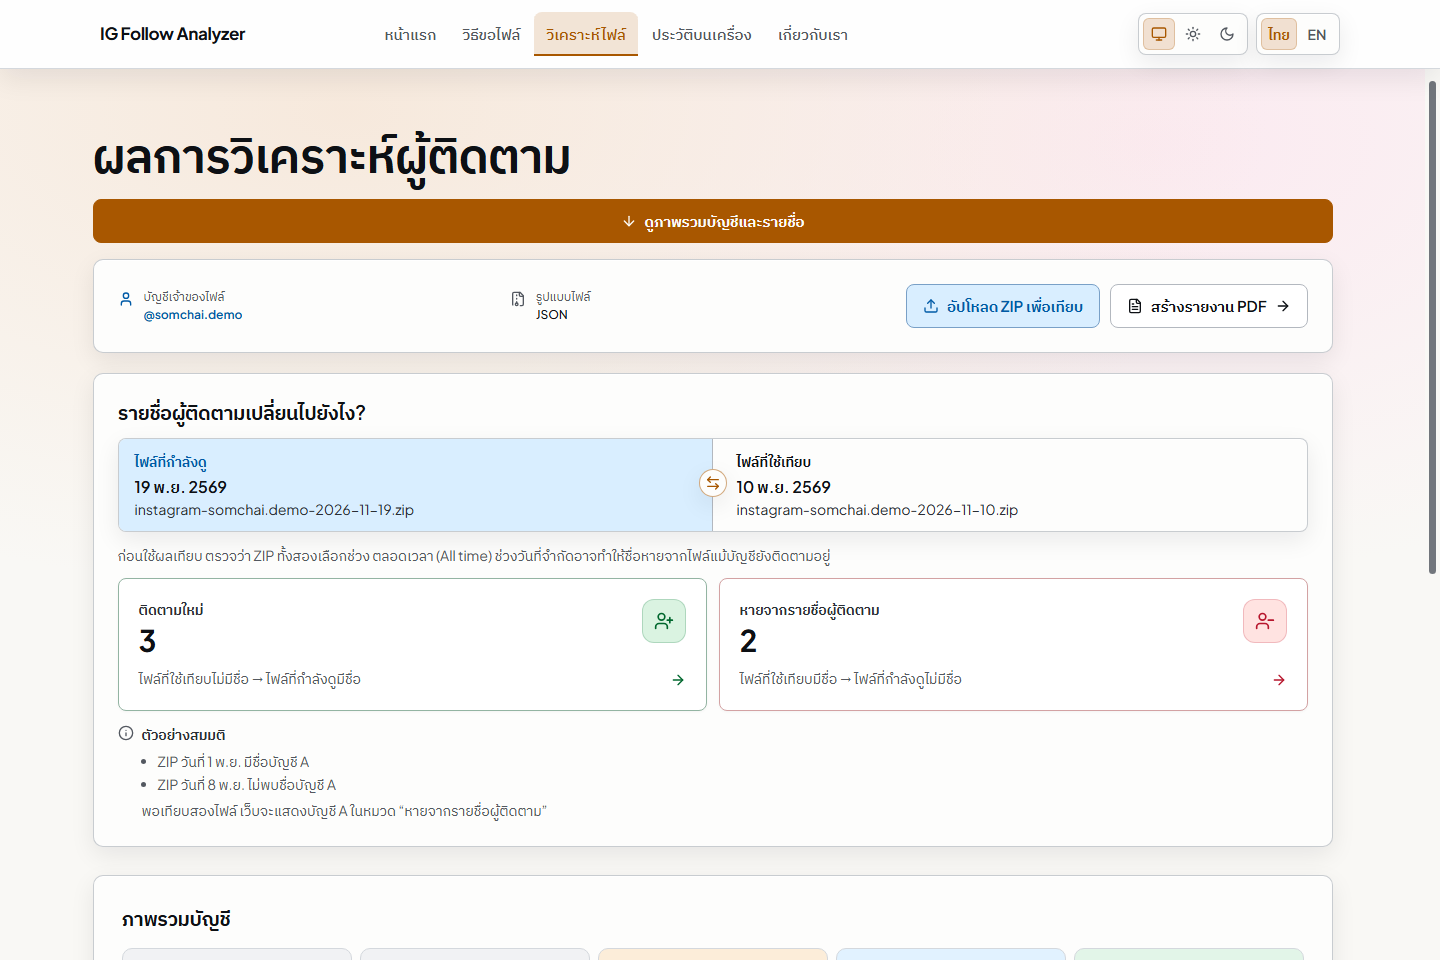 IG Follow Analyzer
หน้าแรก
วิธีขอไฟล์
วิเคราะห์ไฟล์
ประวัติบนเครื่อง
เกี่ยวกับเรา
ไทย
EN
ผลการวิเคราะห์ผู้ติดตาม
ดูภาพรวมบัญชีและรายชื่อ
บัญชีเจ้าของไฟล์
@somchai.demo
รูปแบบไฟล์
JSON
อัปโหลด ZIP เพื่อเทียบ
สร้างรายงาน PDF
รายชื่อผู้ติดตามเปลี่ยนไปยังไง?
ไฟล์ที่กำลังดู
19 พ.ย. 2569
instagram-somchai.demo-2026-11-19.zip
ไฟล์ที่ใช้เทียบ
10 พ.ย. 2569
instagram-somchai.demo-2026-11-10.zip
ก่อนใช้ผลเทียบ ตรวจว่า ZIP ทั้งสองเลือกช่วง ตลอดเวลา (All time) ช่วงวันที่จำกัดอาจทำให้ชื่อหายจากไฟล์แม้บัญชียังติดตามอยู่
ติดตามใหม่
3
ไฟล์ที่ใช้เทียบไม่มีชื่อ → ไฟล์ที่กำลังดูมีชื่อ
หายจากรายชื่อผู้ติดตาม
2
ไฟล์ที่ใช้เทียบมีชื่อ → ไฟล์ที่กำลังดูไม่มีชื่อ
ตัวอย่างสมมติ
• ZIP วันที่ 1 พ.ย. มีชื่อบัญชี A
• ZIP วันที่ 8 พ.ย. ไม่พบชื่อบัญชี A
พอเทียบสองไฟล์ เว็บจะแสดงบัญชี A ในหมวด “หายจากรายชื่อผู้ติดตาม”
ภาพรวมบัญชี